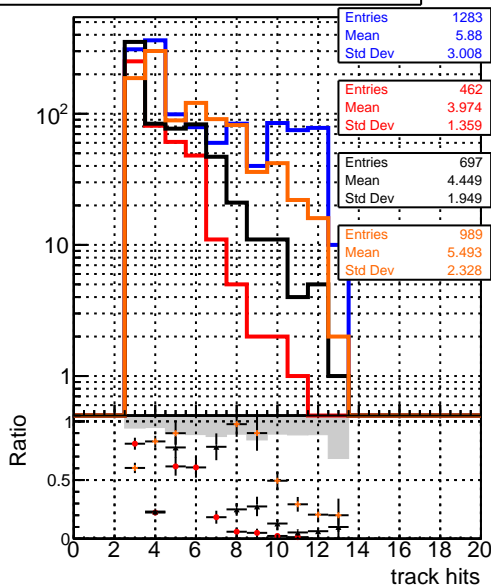 Entries 1283
Mean 5.88
Std Dev 3.008
Entries 462
Mean 3.974
Std Dev 1.359
Entries 697
Mean 4.449
Std Dev 1.949
Entries 989
Mean 5.493
Std Dev 2.328
10²
10
1
Ratio
1
0.5
0
0 2 4 6 8 10 12 14 16 18 20
track hits